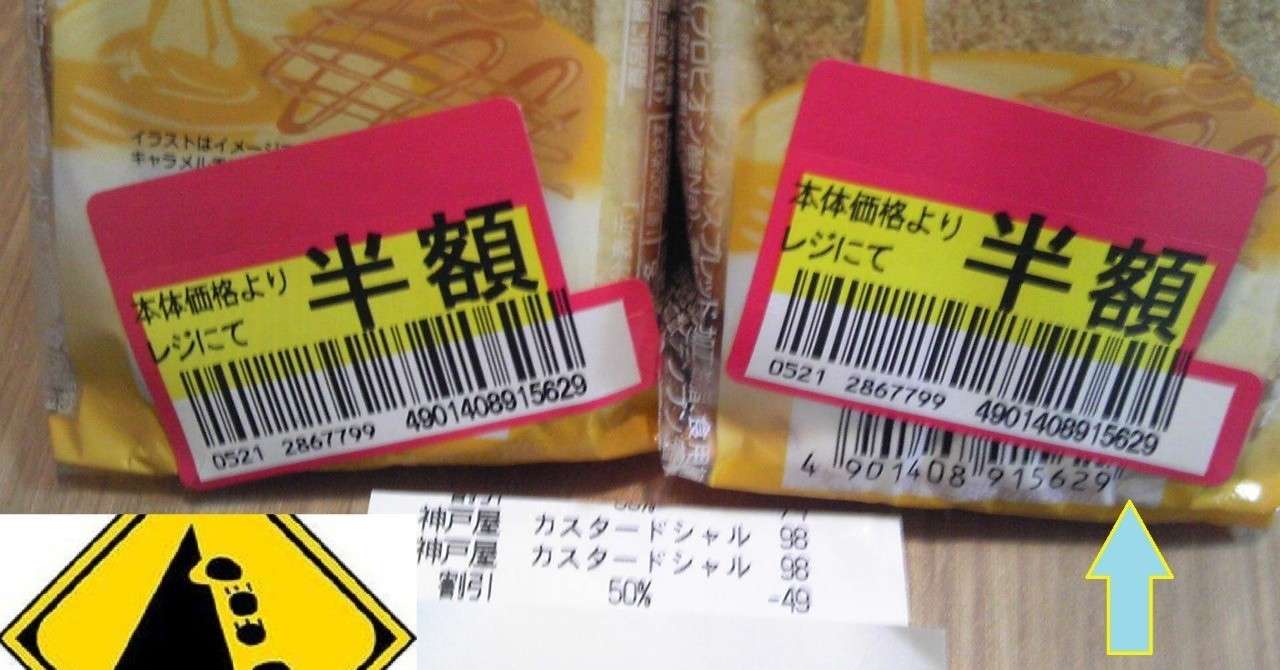 イラストはイメージ
キャラメル
本体価格より
レジにて
半額
0521 2867799 4901408915629
本体価格より
レジにて
半額
0521 2867799 4901408915629
4 901408 915629
割引
神戸屋 カスタードシャル 98
神戸屋 カスタードシャル 98
割引 50% -49